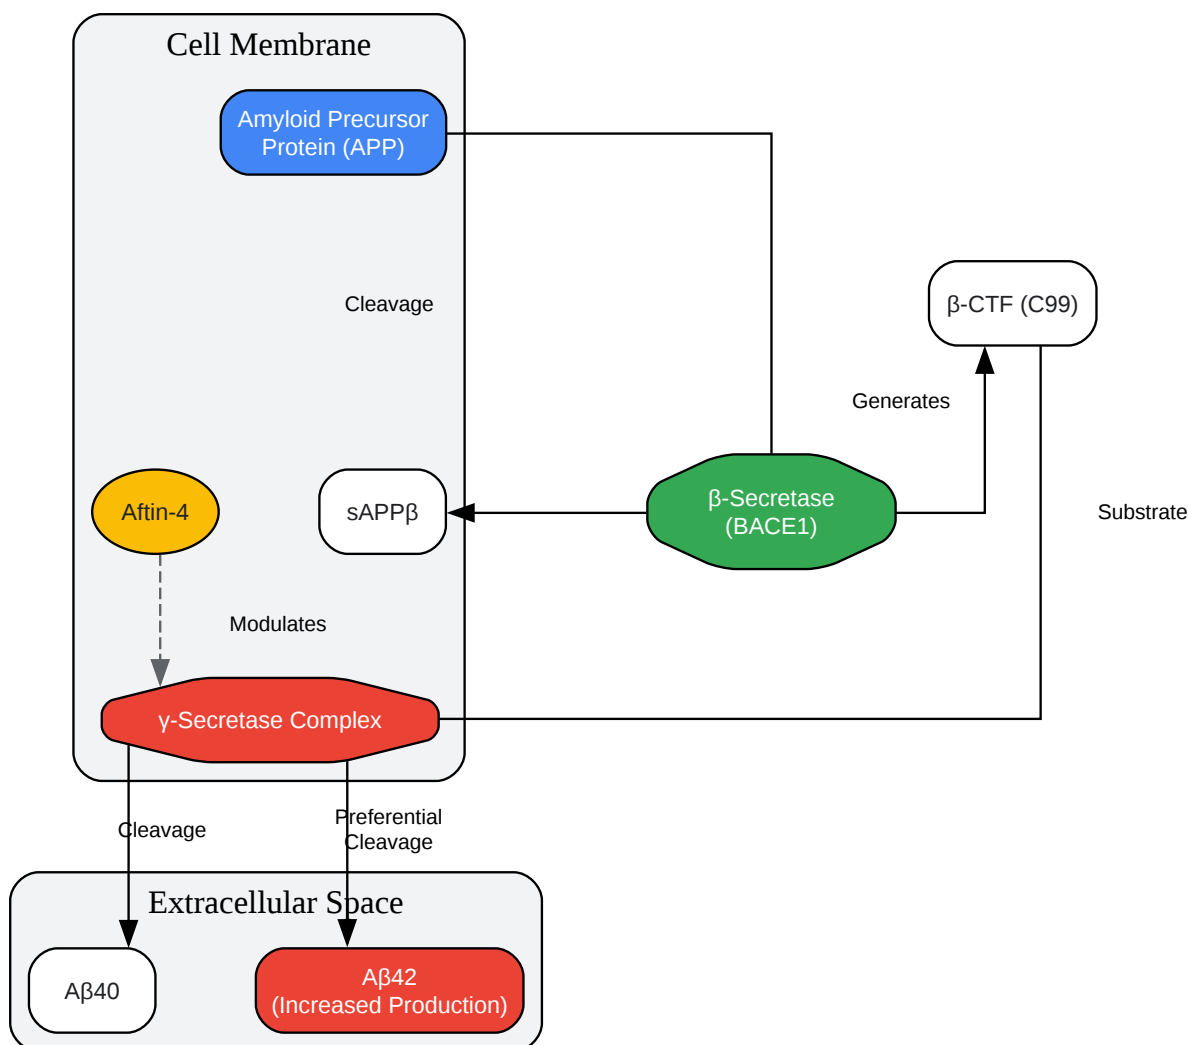 Cell Membrane
Amyloid Precursor
Protein (APP)
Cleavage
β-CTF (C99)
Generates
Aftin-4
sAPPβ
β-Secretase
(BACE1)
Substrate
Modulates
γ-Secretase Complex
Cleavage
Preferential
Cleavage
Extracellular Space
Aβ40
Aβ42
(Increased Production)